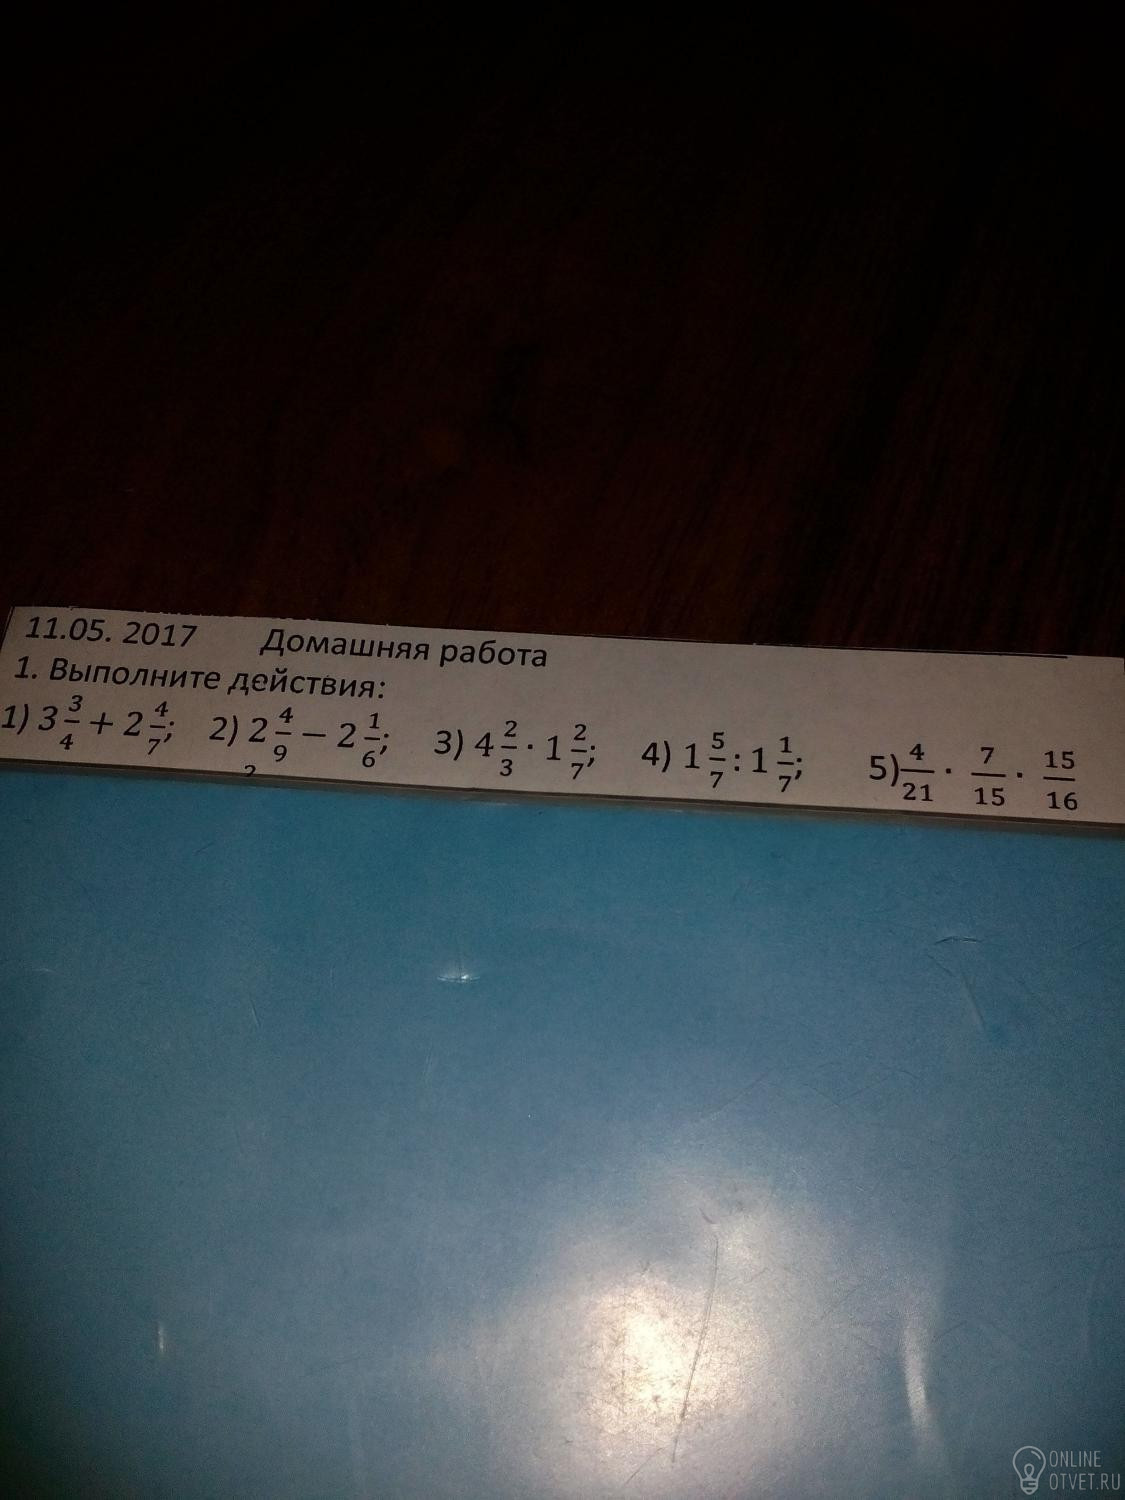 11.05. 2017 Домашняя работа
1. Выполните действия:
1) 3 3/4 + 2 4/7; 2) 2 4/9 − 2 1/6; 3) 4 2/3 · 1 2/7; 4) 1 5/7 : 1 1/7; 5) 4/21 · 7/15 · 15/16
ONLINE
OTVET.RU